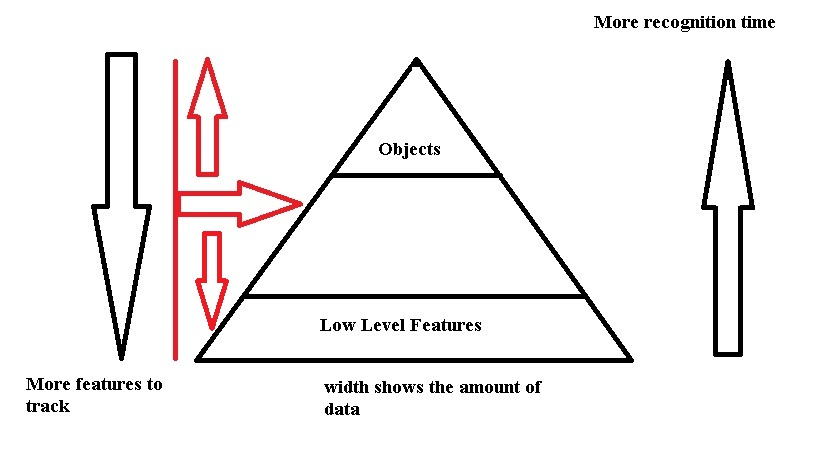 More recognition time
Objects
Low Level Features
More features to
track
width shows the amount of
data